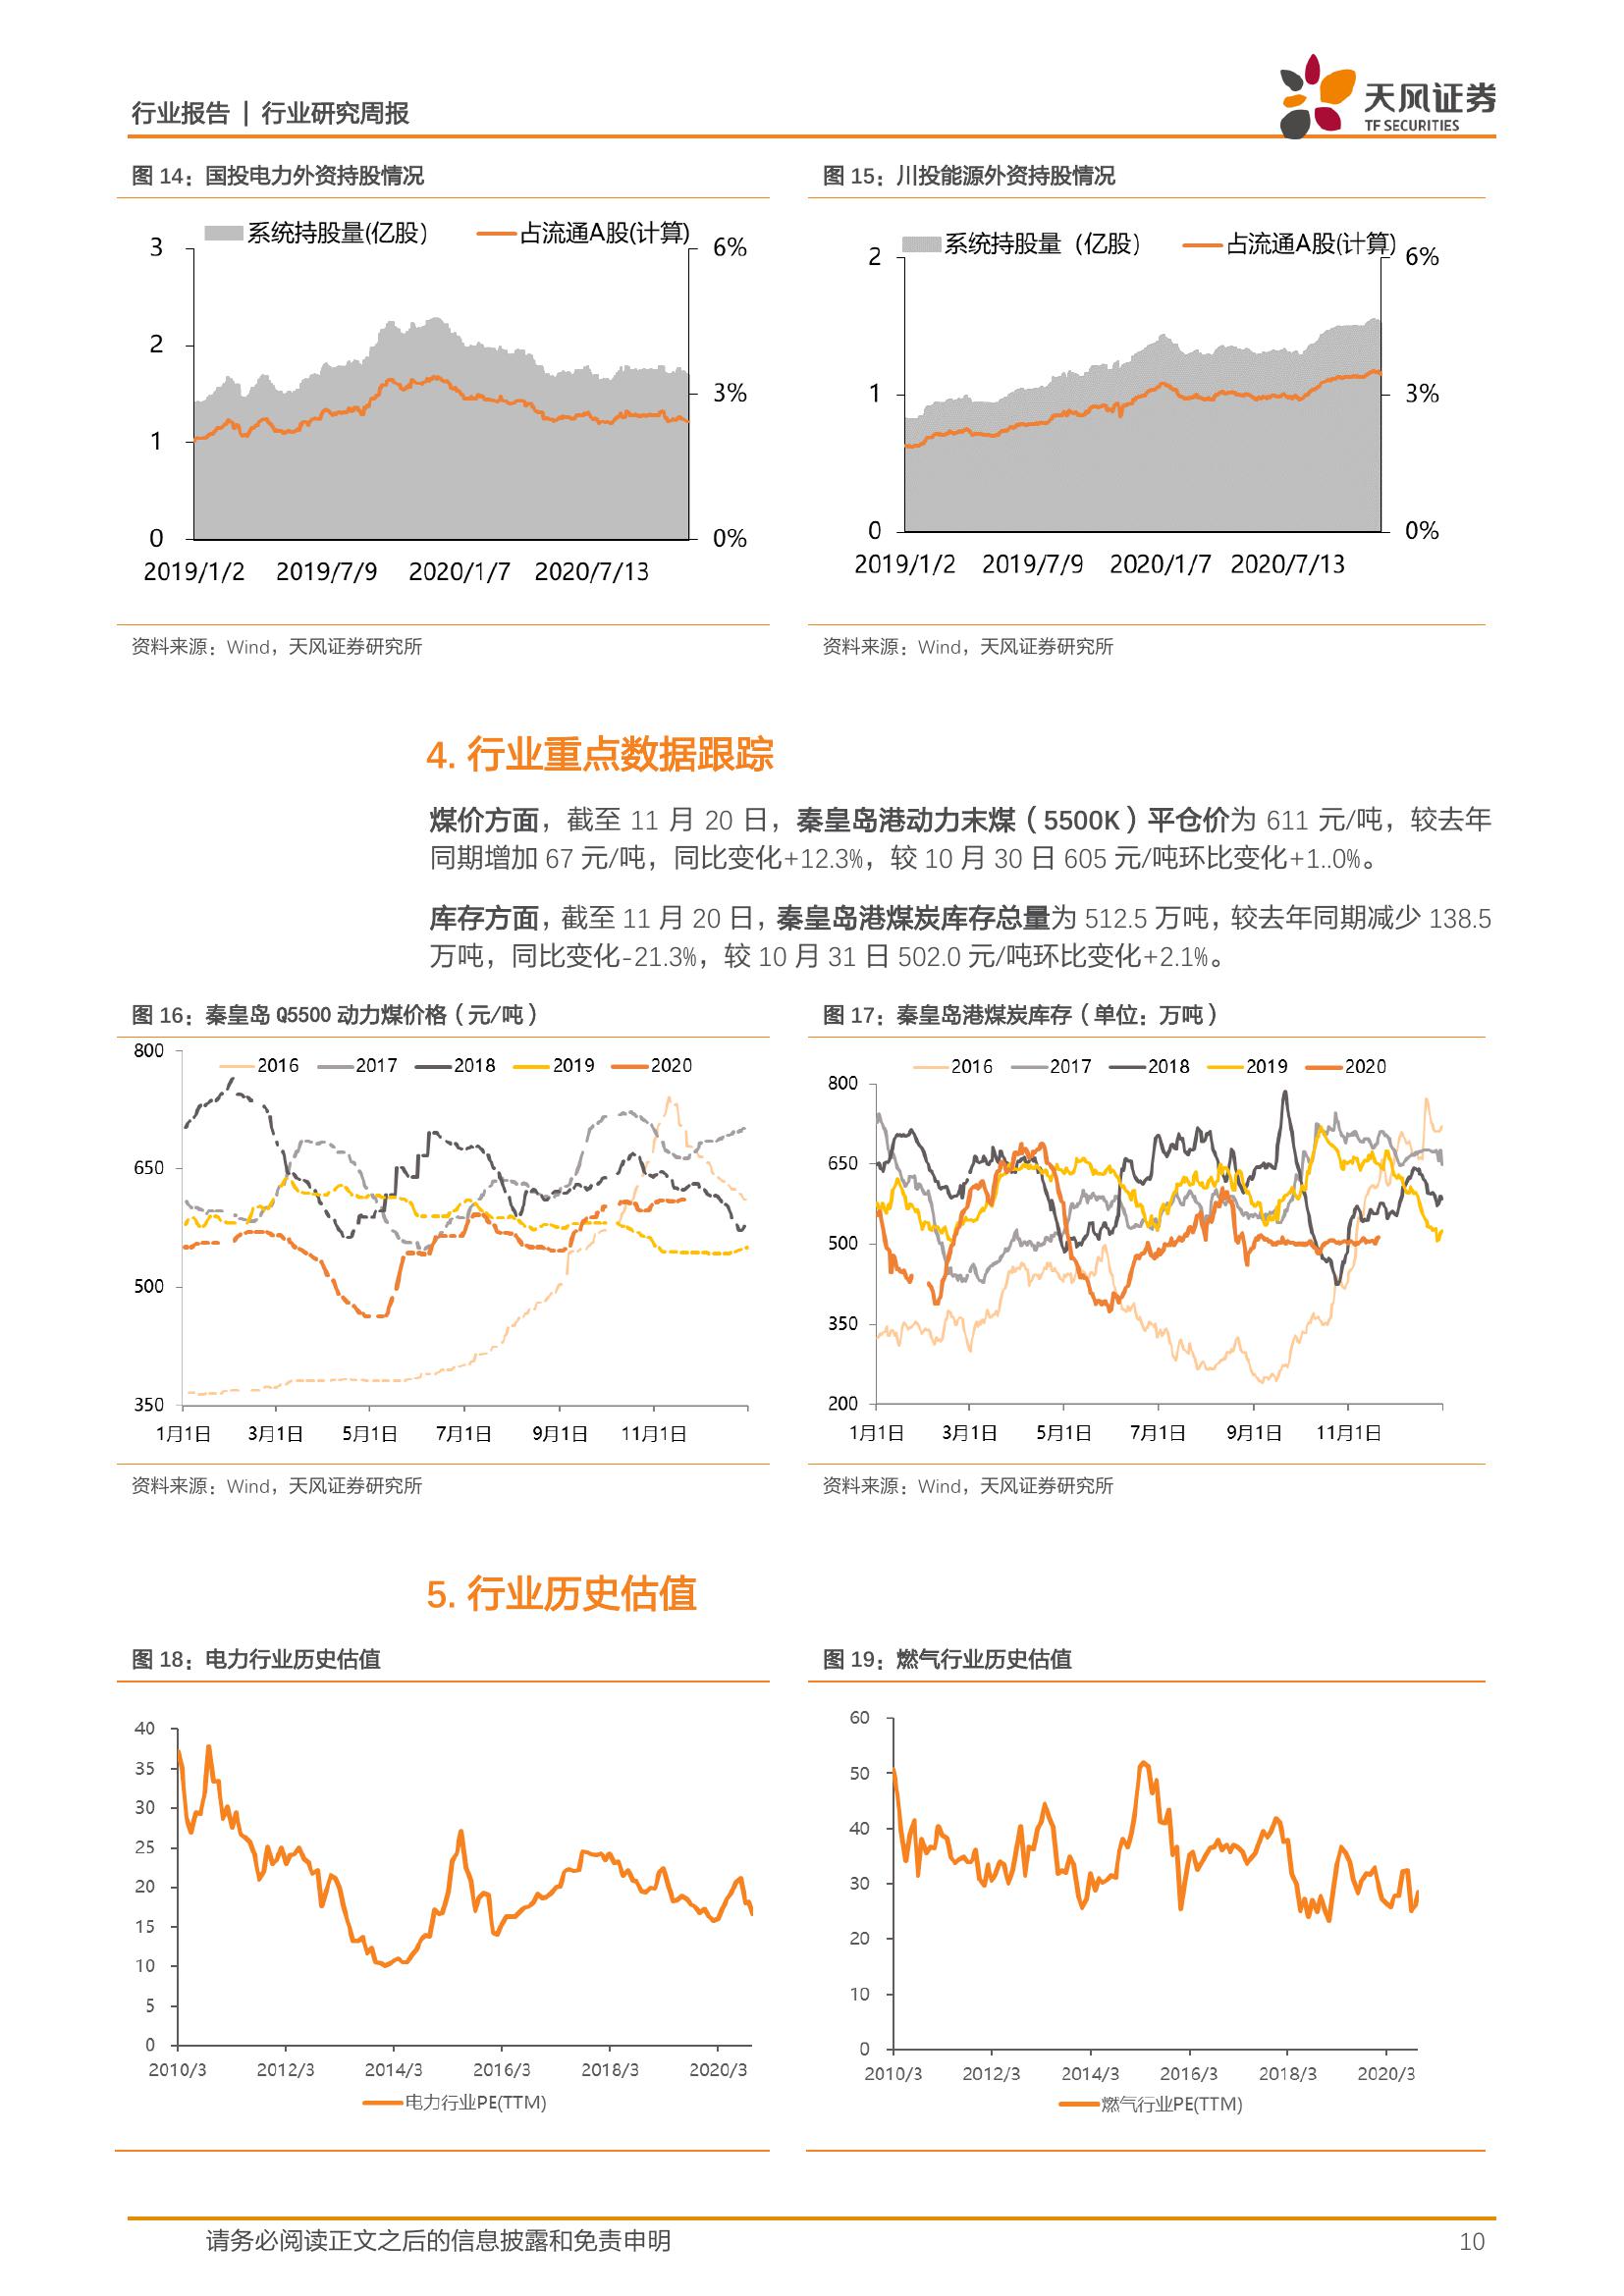 行业报告 | 行业研究周报
天风证券
TF SECURITIES
图 14：国投电力外资持股情况
系统持股量(亿股)
占流通A股(计算)
3
2
1
0
6%
3%
0%
2019/1/2 2019/7/9 2020/1/7 2020/7/13
资料来源：Wind，天风证券研究所
图 15：川投能源外资持股情况
系统持股量（亿股）
占流通A股(计算)
2
1
0
6%
3%
0%
2019/1/2 2019/7/9 2020/1/7 2020/7/13
资料来源：Wind，天风证券研究所
4. 行业重点数据跟踪
煤价方面，截至 11 月 20 日，秦皇岛港动力末煤（5500K）平仓价为 611 元/吨，较去年
同期增加 67 元/吨，同比变化+12.3%，较 10 月 30 日 605 元/吨环比变化+1..0%。
库存方面，截至 11 月 20 日，秦皇岛港煤炭库存总量为 512.5 万吨，较去年同期减少 138.5
万吨，同比变化-21.3%，较 10 月 31 日 502.0 元/吨环比变化+2.1%。
图 16：秦皇岛 Q5500 动力煤价格（元/吨）
2016 2017 2018 2019 2020
800
650
500
350
1月1日 3月1日 5月1日 7月1日 9月1日 11月1日
资料来源：Wind，天风证券研究所
图 17：秦皇岛港煤炭库存（单位：万吨）
2016 2017 2018 2019 2020
800
650
500
350
200
1月1日 3月1日 5月1日 7月1日 9月1日 11月1日
资料来源：Wind，天风证券研究所
5. 行业历史估值
图 18：电力行业历史估值
40
35
30
25
20
15
10
5
0
2010/3 2012/3 2014/3 2016/3 2018/3 2020/3
电力行业PE(TTM)
图 19：燃气行业历史估值
60
50
40
30
20
10
0
2010/3 2012/3 2014/3 2016/3 2018/3 2020/3
燃气行业PE(TTM)
请务必阅读正文之后的信息披露和免责申明
10